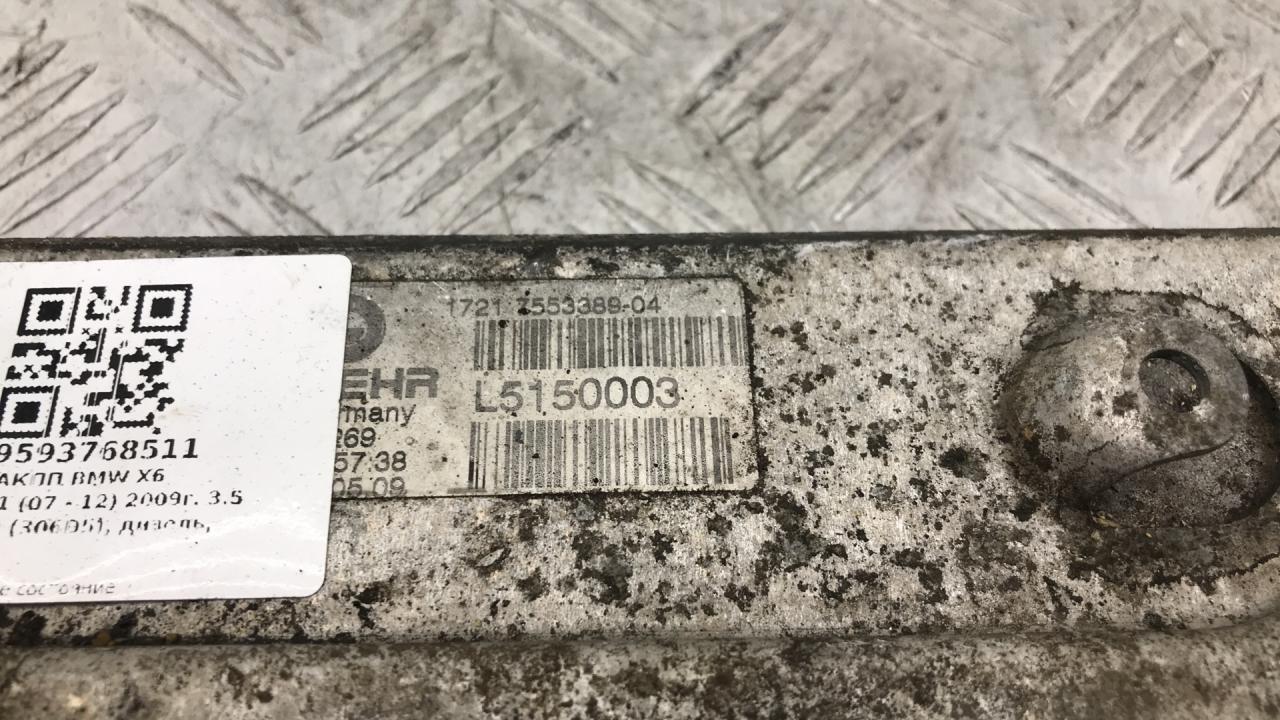 9593768511
АКПП BMW X6
1 (07 - 12) 2009г. 3.5
(306D5), дизель,
е состояние
1721 7553389-04
EHR
L5150003
rmany
269
57:38
05.09